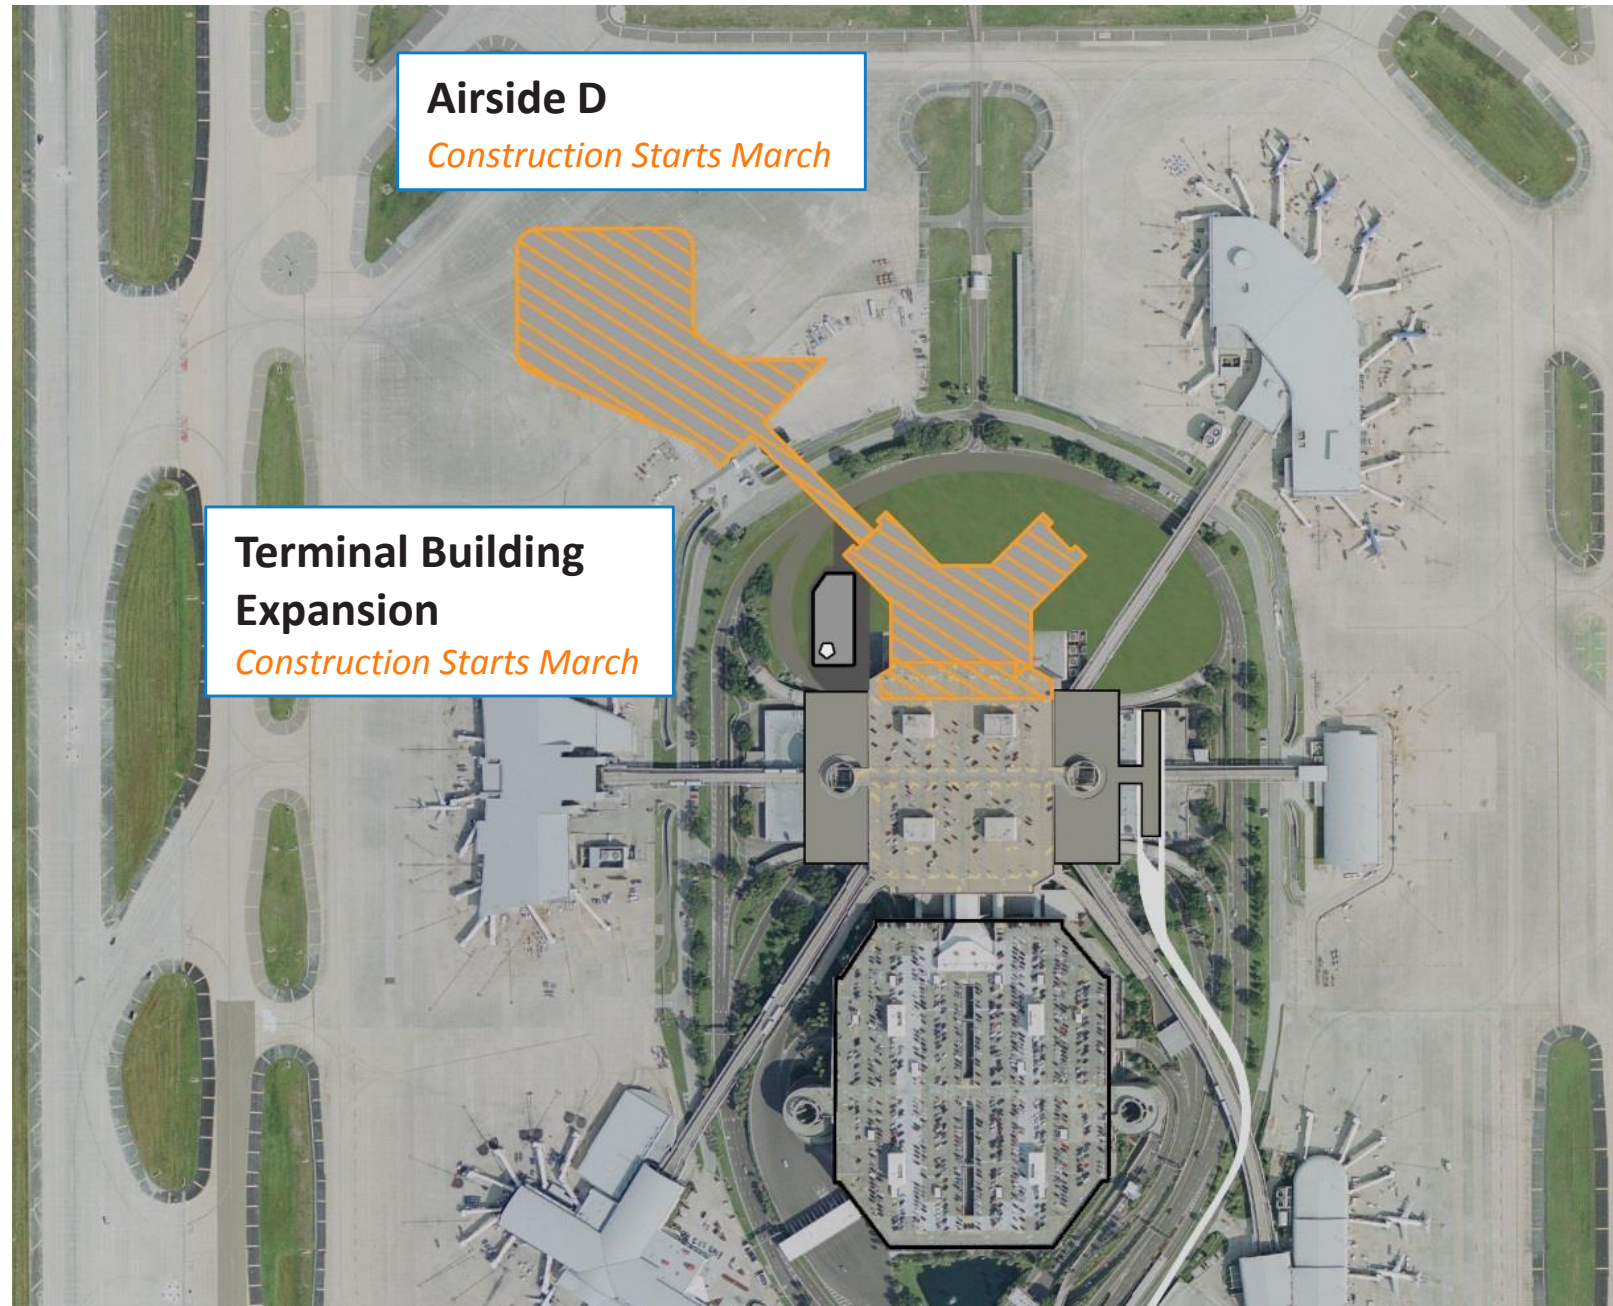 Airside D
Construction Starts March
Terminal Building
Expansion
Construction Starts March